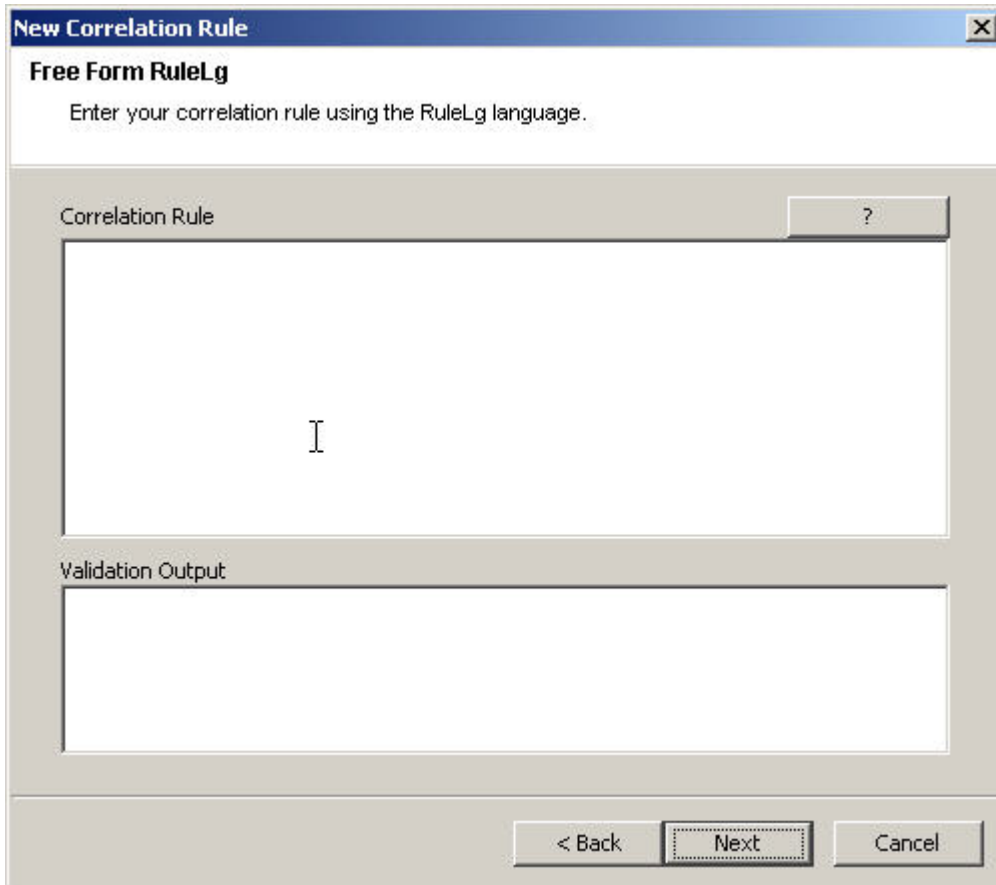 New Correlation Rule
Free Form RuleLg
Enter your correlation rule using the RuleLg language.
Correlation Rule
?
Validation Output
< Back
Next
Cancel